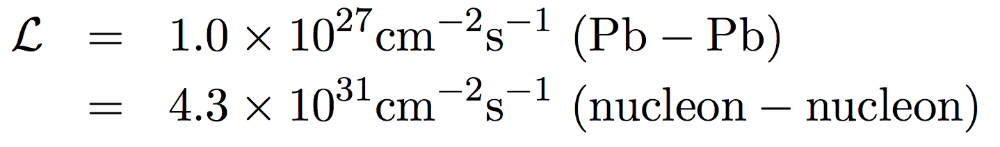 ℒ = 1.0 × 10²⁷cm⁻²s⁻¹ (Pb − Pb)
= 4.3 × 10³¹cm⁻²s⁻¹ (nucleon − nucleon)